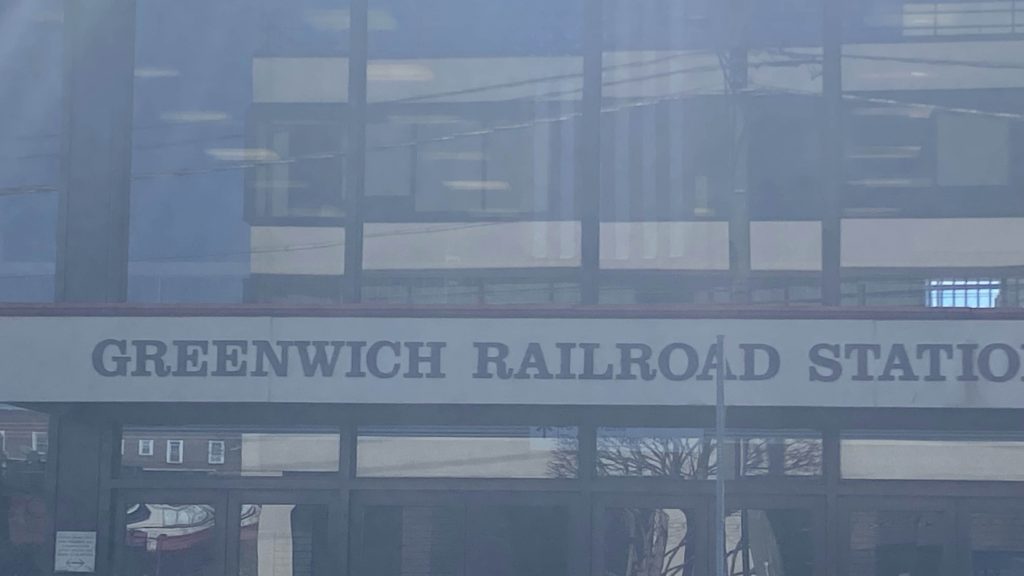 GREENWICH RAILROAD STATIO